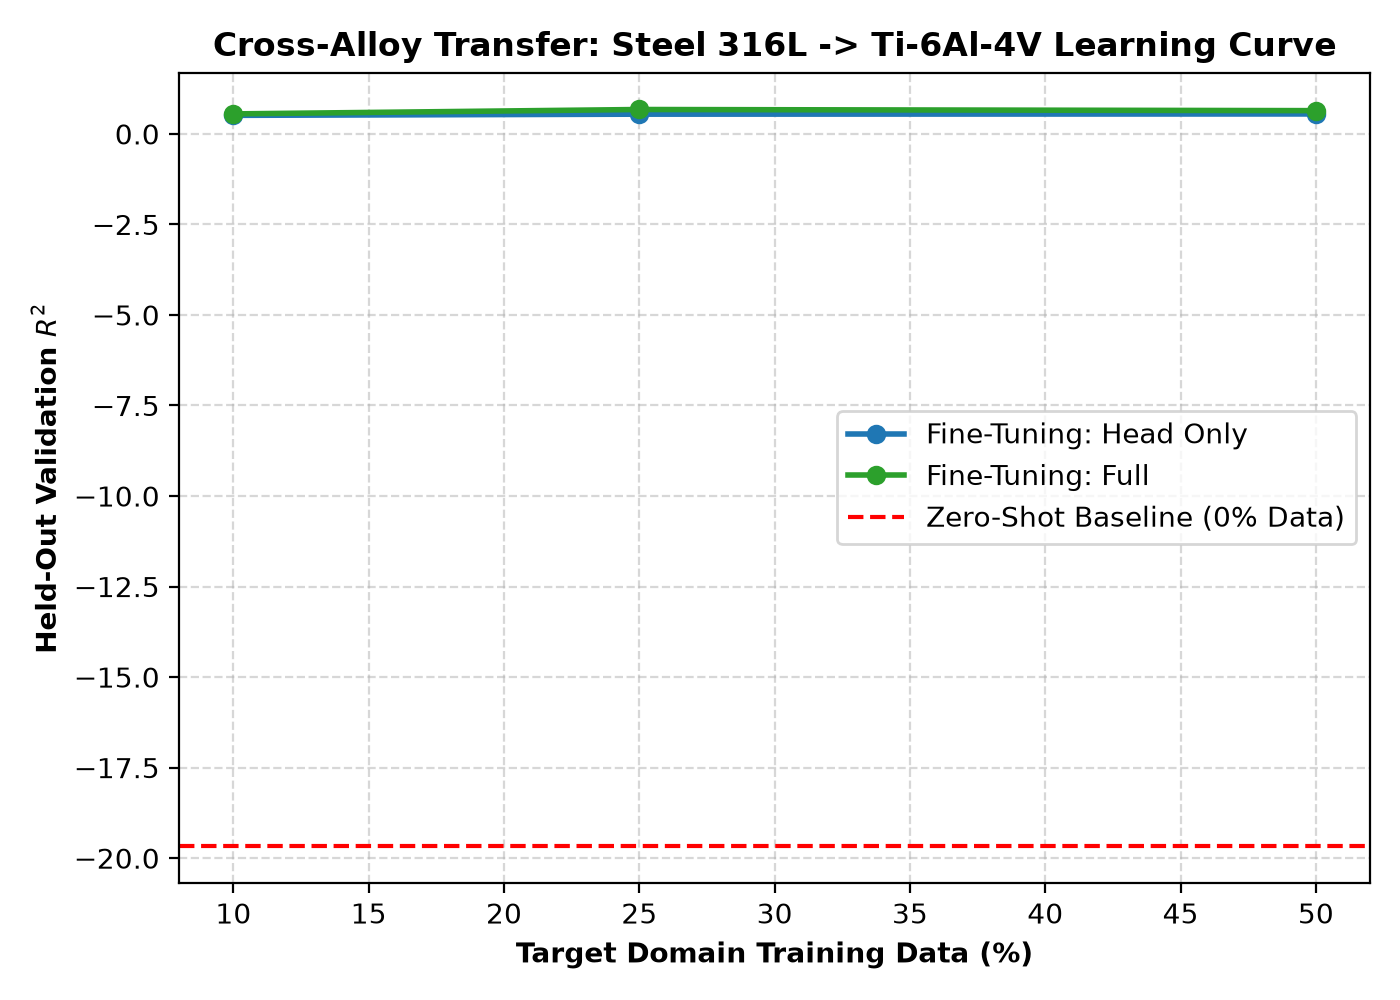 Cross-Alloy Transfer: Steel 316L -> Ti-6Al-4V Learning Curve
Held-Out Validation R²
0.0
−2.5
−5.0
−7.5
−10.0
−12.5
−15.0
−17.5
−20.0
Fine-Tuning: Head Only
Fine-Tuning: Full
Zero-Shot Baseline (0% Data)
10 15 20 25 30 35 40 45 50
Target Domain Training Data (%)